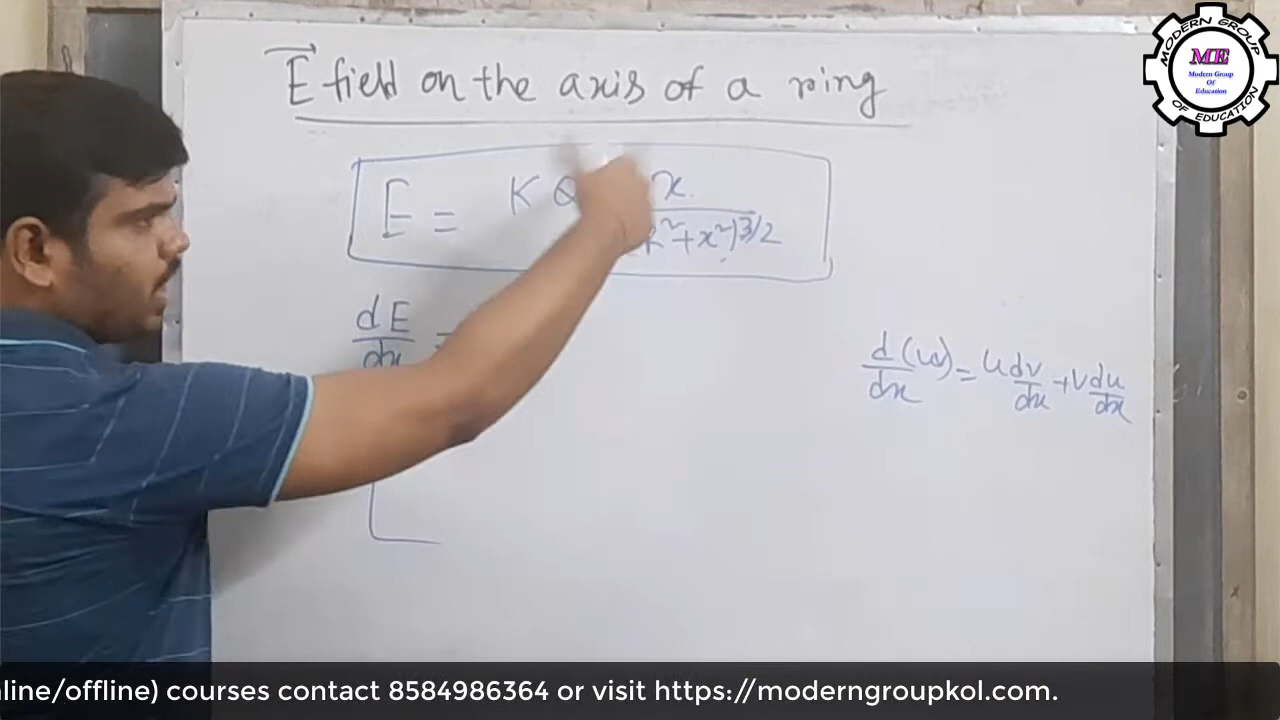 E field on the axis of a ring
E = K Q x
R²+x²)3/2
dE
dx
d (uv) = u dv + v du
dx dx dx
MODERN GROUP
ME
Modern Group
Of
Education
OF EDUCATION
line/offline) courses contact 8584986364 or visit https://moderngroupkol.com.